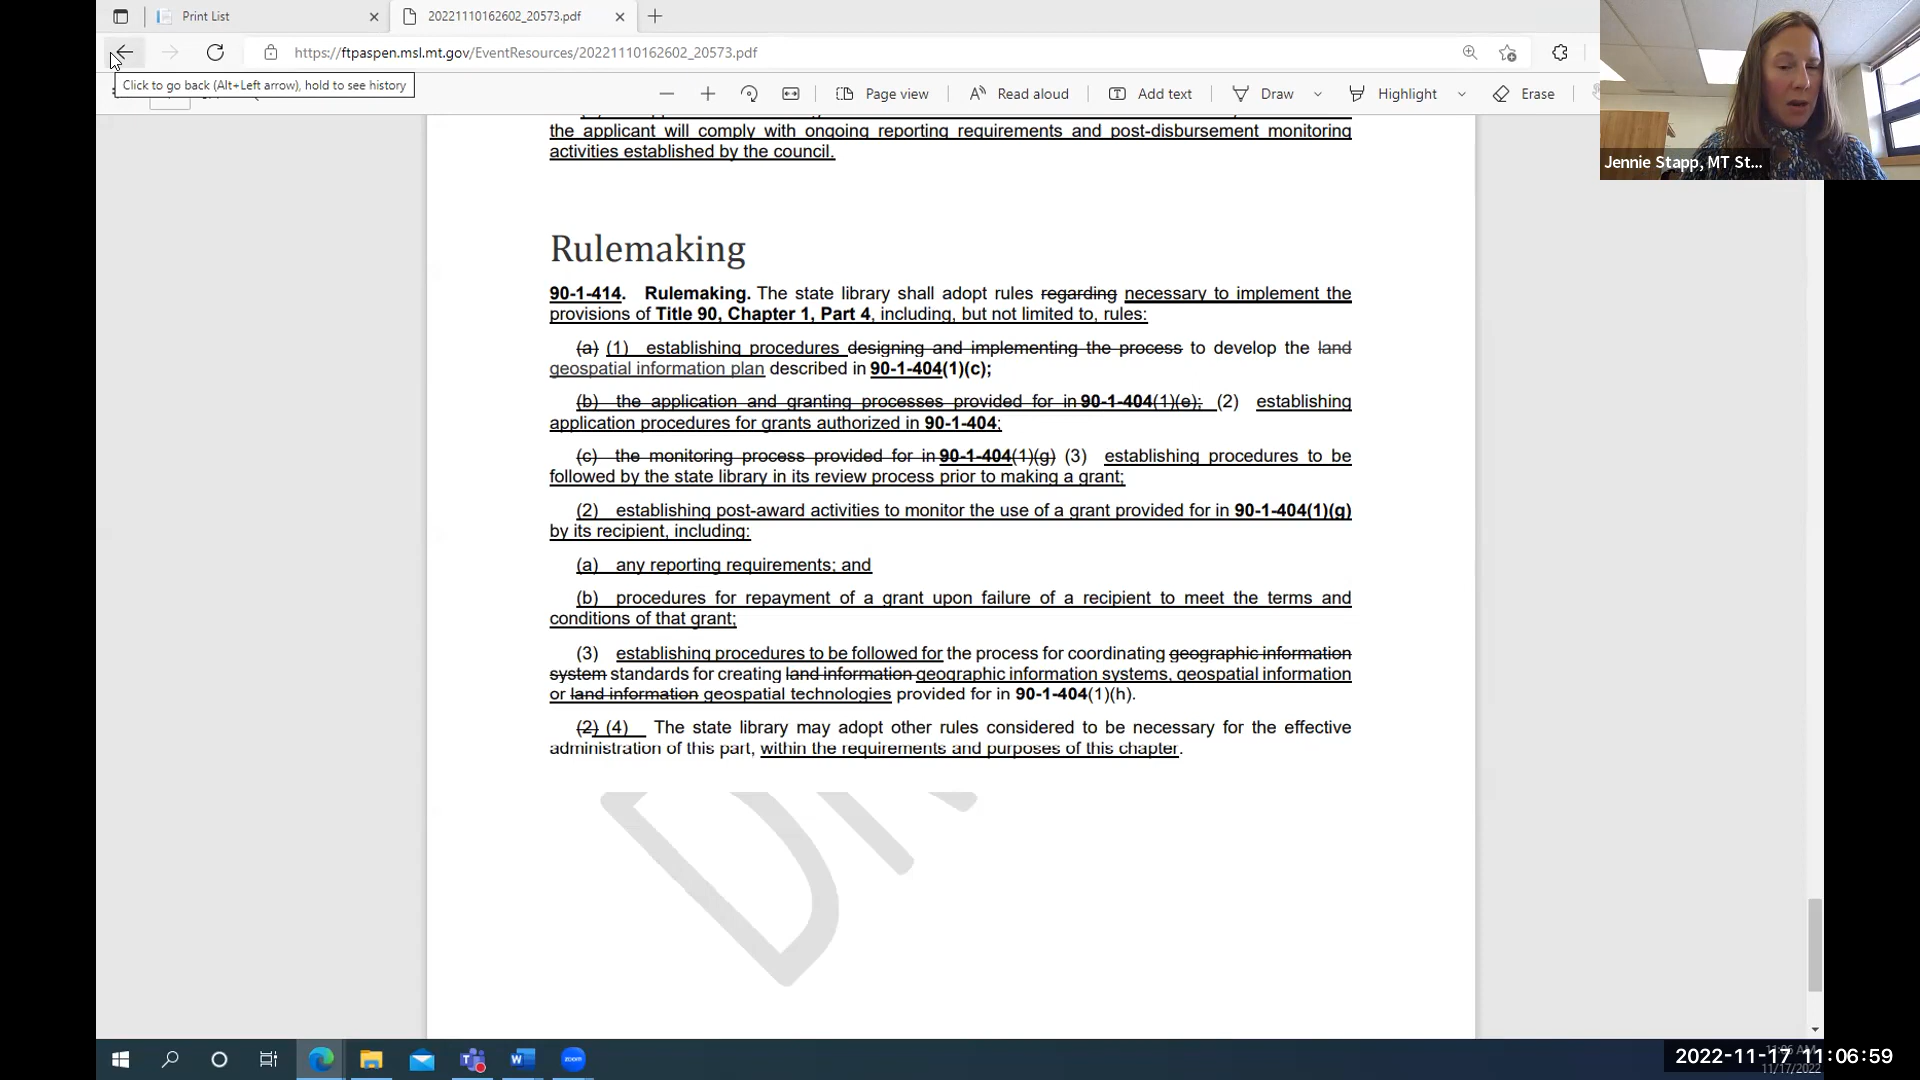 Print List
20221110162602_20573.pdf
https://ftpaspen.msl.mt.gov/EventResources/20221110162602_20573.pdf
Click to go back (Alt+Left arrow), hold to see history
Page view
Read aloud
Add text
Draw
Highlight
Erase
Jennie Stapp, MT St...
the applicant will comply with ongoing reporting requirements and post-disbursement monitoring
activities established by the council.
Rulemaking
90-1-414. Rulemaking. The state library shall adopt rules regarding necessary to implement the
provisions of Title 90, Chapter 1, Part 4, including, but not limited to, rules:
(a) (1) establishing procedures designing and implementing the process to develop the land
geospatial information plan described in 90-1-404(1)(c);
(b) the application and granting processes provided for in 90-1-404(1)(e); (2) establishing
application procedures for grants authorized in 90-1-404;
(c) the monitoring process provided for in 90-1-404(1)(g) (3) establishing procedures to be
followed by the state library in its review process prior to making a grant;
(2) establishing post-award activities to monitor the use of a grant provided for in 90-1-404(1)(g)
by its recipient, including:
(a) any reporting requirements; and
(b) procedures for repayment of a grant upon failure of a recipient to meet the terms and
conditions of that grant;
(3) establishing procedures to be followed for the process for coordinating geographic information
system standards for creating land information geographic information systems, geospatial information
or land information geospatial technologies provided for in 90-1-404(1)(h).
(2) (4) The state library may adopt other rules considered to be necessary for the effective
administration of this part, within the requirements and purposes of this chapter.
zoom
2022-11-17 11:06:59
11/17/2022